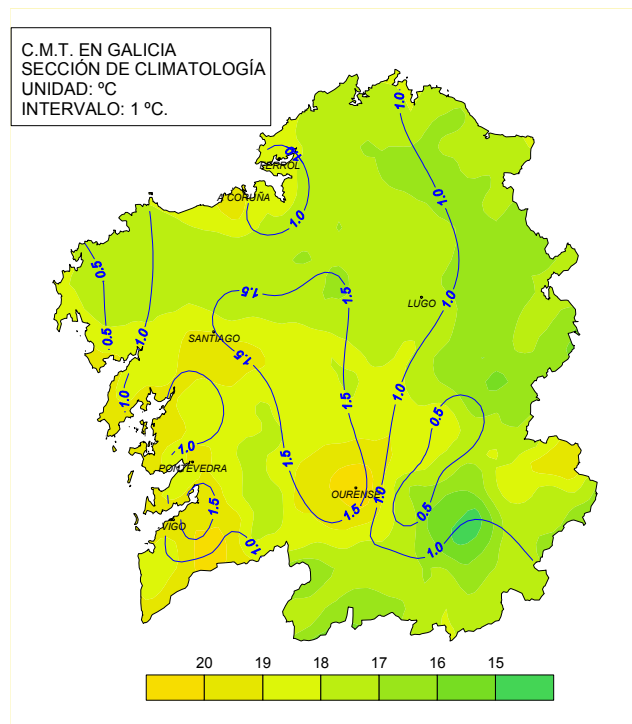 C.M.T. EN GALICIA
SECCIÓN DE CLIMATOLOGÍA
UNIDAD: ºC
INTERVALO: 1 ºC.
1.0
FERROL
1.0
A CORUÑA
1.0
0.5
1.5
1.5
LUGO
1.0
0.5
1.0
SANTIAGO
1.5
1.0
1.0
1.5
0.5
1.0
PONTEVEDRA
1.5
OURENSE
1.0
1.5
VIGO
1.5
0.5
1.0
1.0
20 19 18 17 16 15